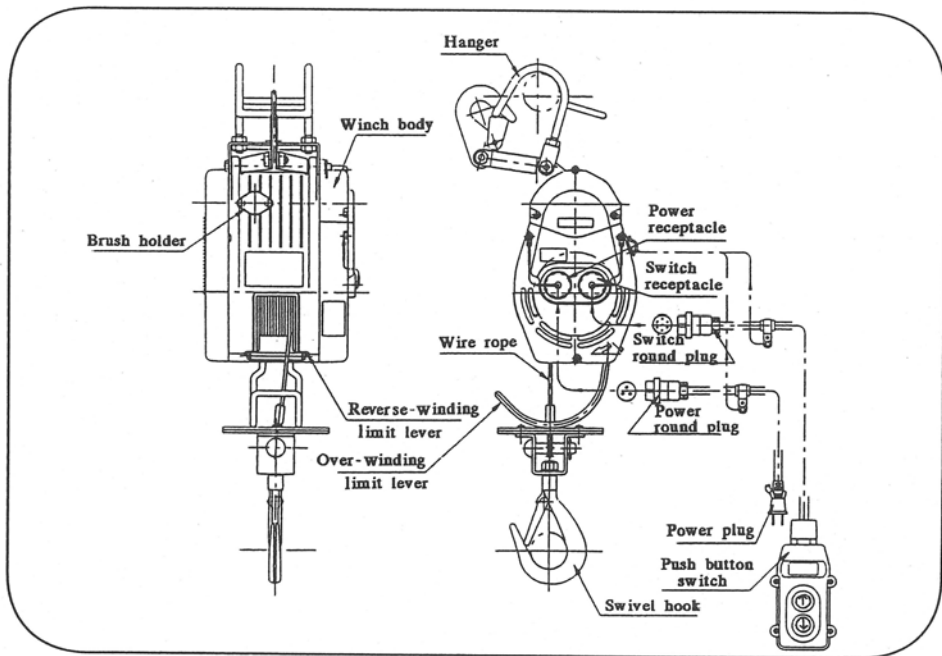 Hanger
Winch body
Power
receptacle
Brush holder
Switch
receptacle
Wire rope
Switch
round plug
Reverse-winding
limit lever
Power
round plug
Over-winding
limit lever
Power plug
Push button
switch
Swivel hook